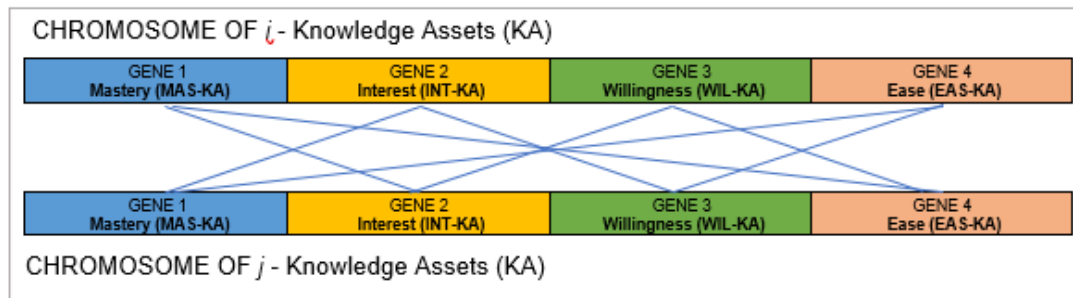 CHROMOSOME OF i - Knowledge Assets (KA)
GENE 1 GENE 2 GENE 3 GENE 4
Mastery (MAS-KA) Interest (INT-KA) Willingness (WIL-KA) Ease (EAS-KA)
GENE 1 GENE 2 GENE 3 GENE 4
Mastery (MAS-KA) Interest (INT-KA) Willingness (WIL-KA) Ease (EAS-KA)
CHROMOSOME OF j - Knowledge Assets (KA)